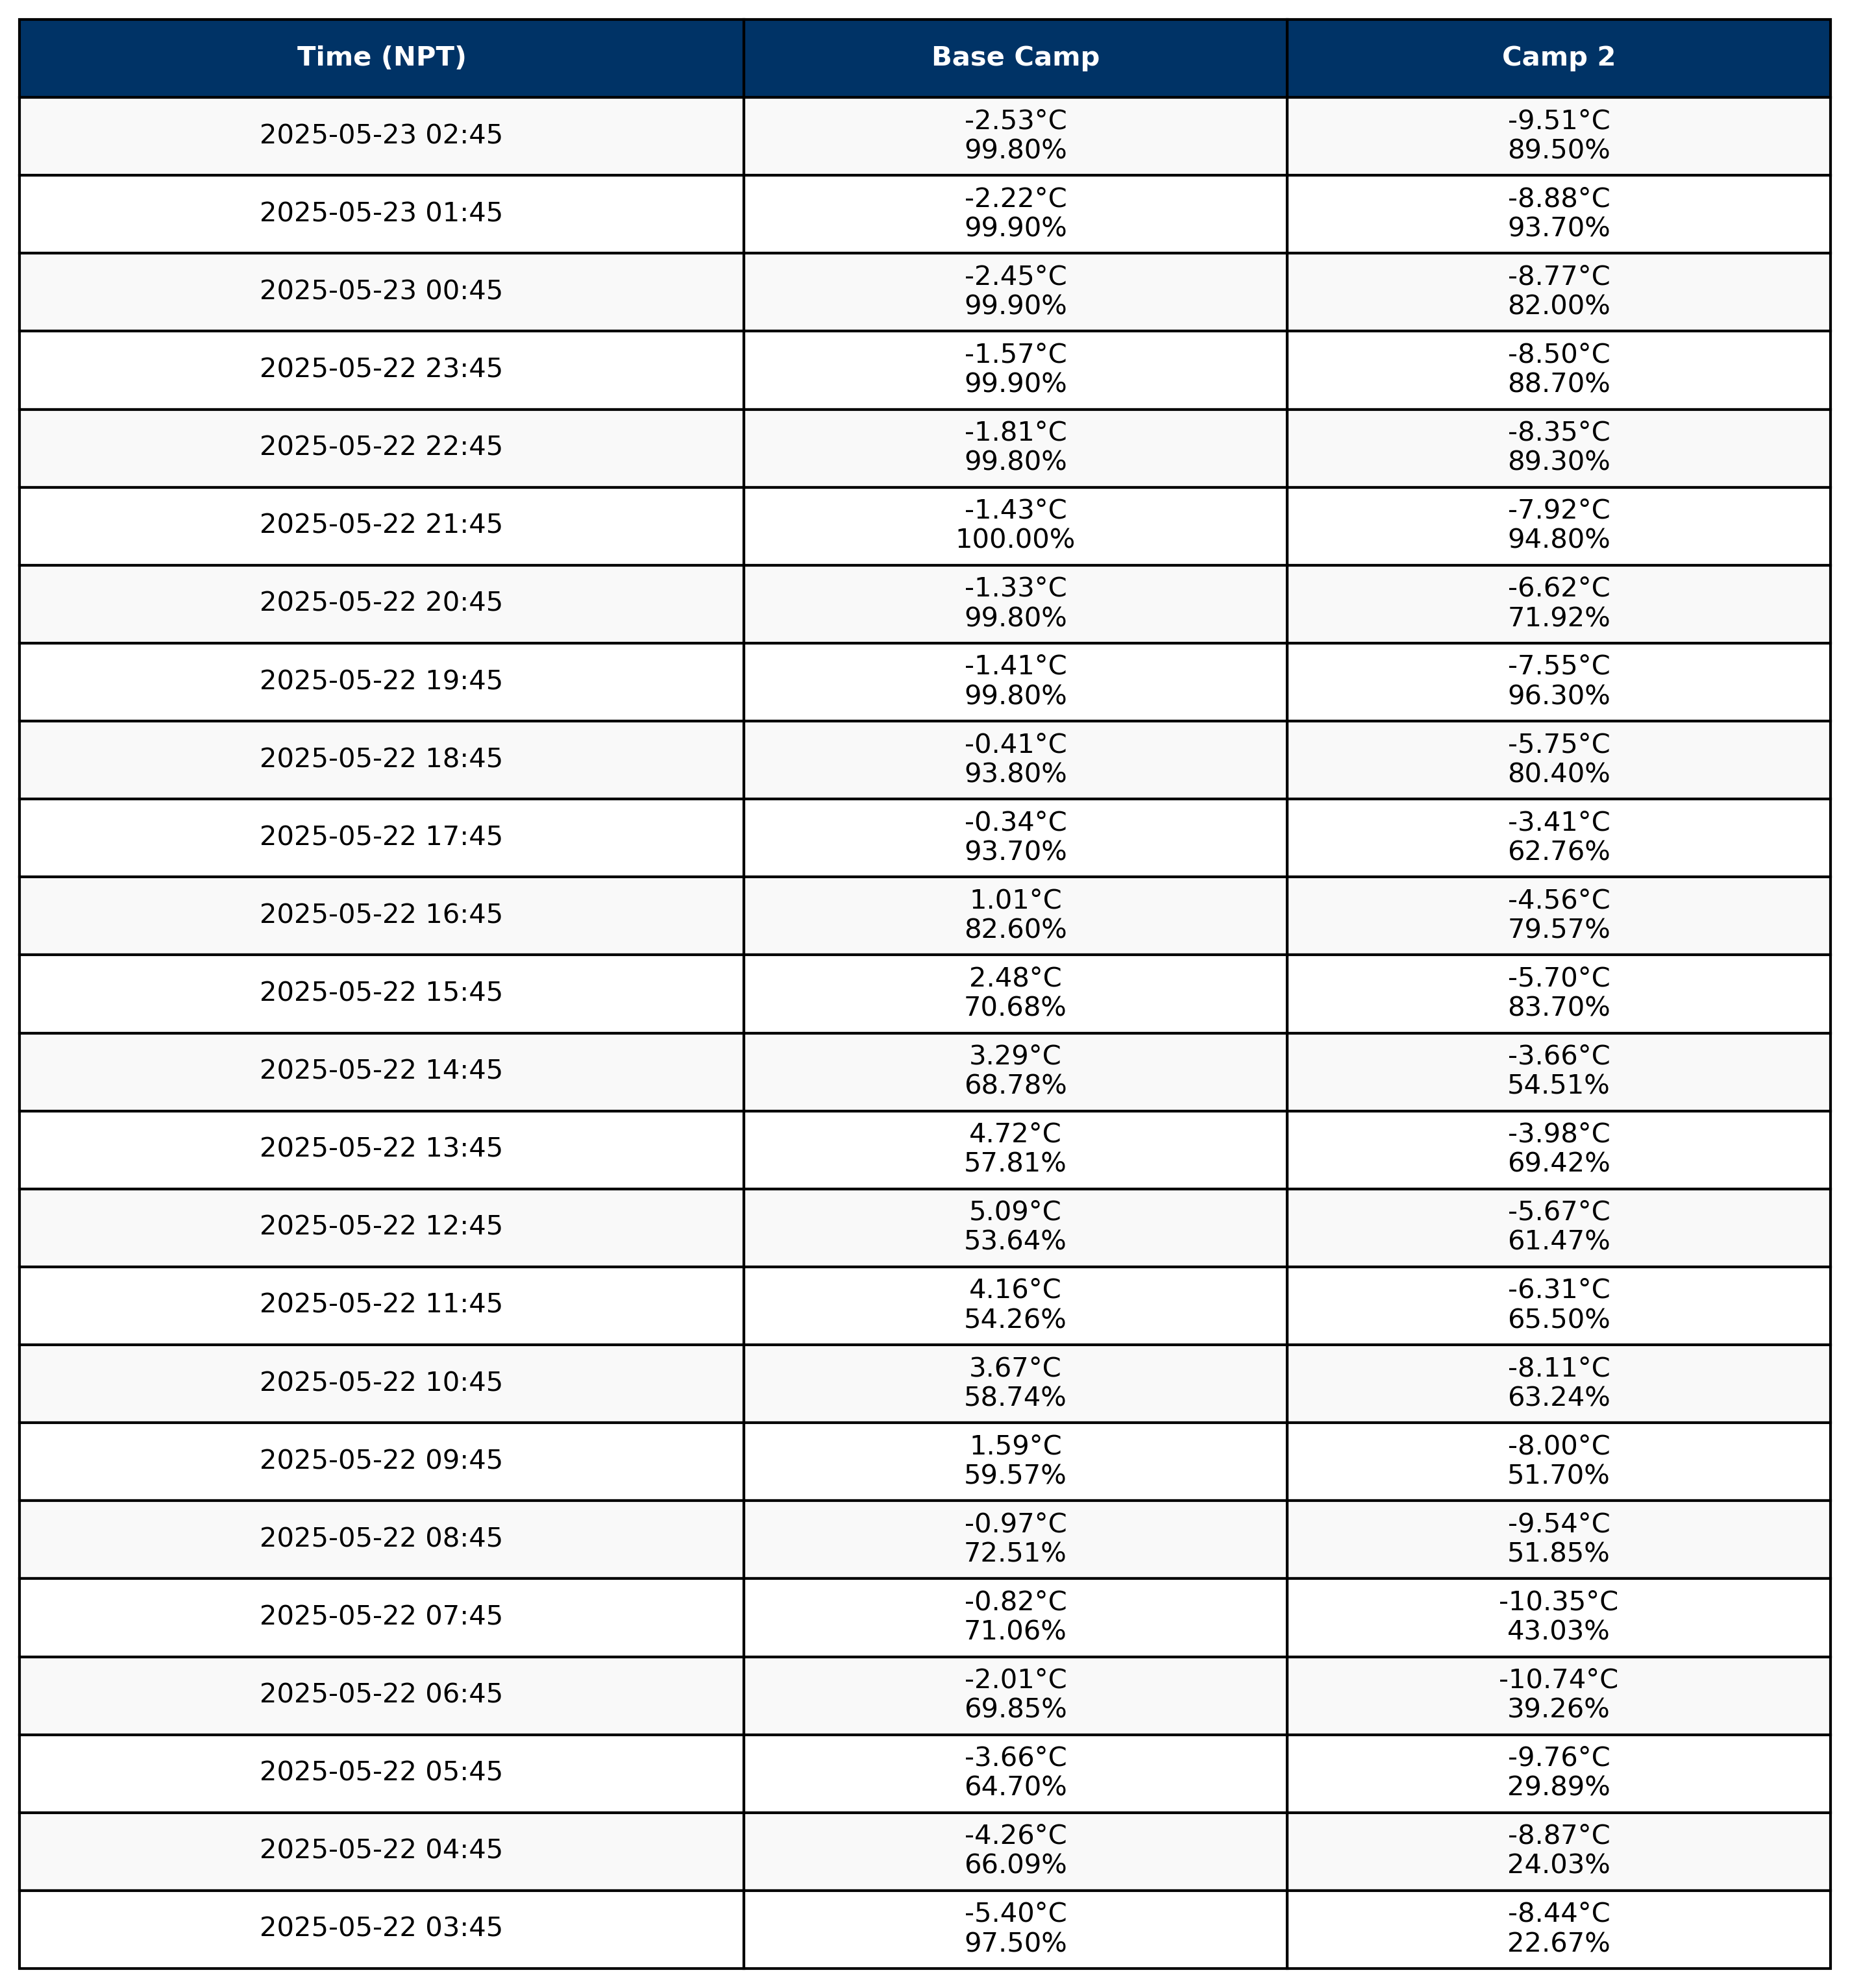 Time (NPT) Base Camp Camp 2
2025-05-23 02:45 -2.53°C -9.51°C
99.80% 89.50%
2025-05-23 01:45 -2.22°C -8.88°C
99.90% 93.70%
2025-05-23 00:45 -2.45°C -8.77°C
99.90% 82.00%
2025-05-22 23:45 -1.57°C -8.50°C
99.90% 88.70%
2025-05-22 22:45 -1.81°C -8.35°C
99.80% 89.30%
2025-05-22 21:45 -1.43°C -7.92°C
100.00% 94.80%
2025-05-22 20:45 -1.33°C -6.62°C
99.80% 71.92%
2025-05-22 19:45 -1.41°C -7.55°C
99.80% 96.30%
2025-05-22 18:45 -0.41°C -5.75°C
93.80% 80.40%
2025-05-22 17:45 -0.34°C -3.41°C
93.70% 62.76%
2025-05-22 16:45 1.01°C -4.56°C
82.60% 79.57%
2025-05-22 15:45 2.48°C -5.70°C
70.68% 83.70%
2025-05-22 14:45 3.29°C -3.66°C
68.78% 54.51%
2025-05-22 13:45 4.72°C -3.98°C
57.81% 69.42%
2025-05-22 12:45 5.09°C -5.67°C
53.64% 61.47%
2025-05-22 11:45 4.16°C -6.31°C
54.26% 65.50%
2025-05-22 10:45 3.67°C -8.11°C
58.74% 63.24%
2025-05-22 09:45 1.59°C -8.00°C
59.57% 51.70%
2025-05-22 08:45 -0.97°C -9.54°C
72.51% 51.85%
2025-05-22 07:45 -0.82°C -10.35°C
71.06% 43.03%
2025-05-22 06:45 -2.01°C -10.74°C
69.85% 39.26%
2025-05-22 05:45 -3.66°C -9.76°C
64.70% 29.89%
2025-05-22 04:45 -4.26°C -8.87°C
66.09% 24.03%
2025-05-22 03:45 -5.40°C -8.44°C
97.50% 22.67%